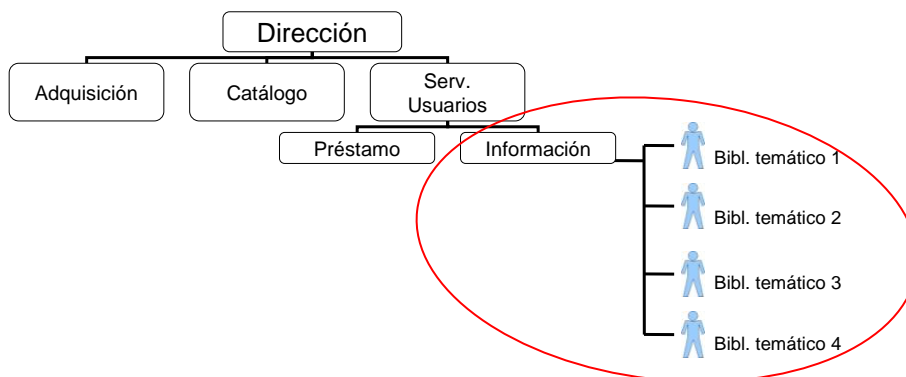 Dirección
Adquisición
Catálogo
Serv.
Usuarios
Préstamo
Información
Bibl. temático 1
Bibl. temático 2
Bibl. temático 3
Bibl. temático 4